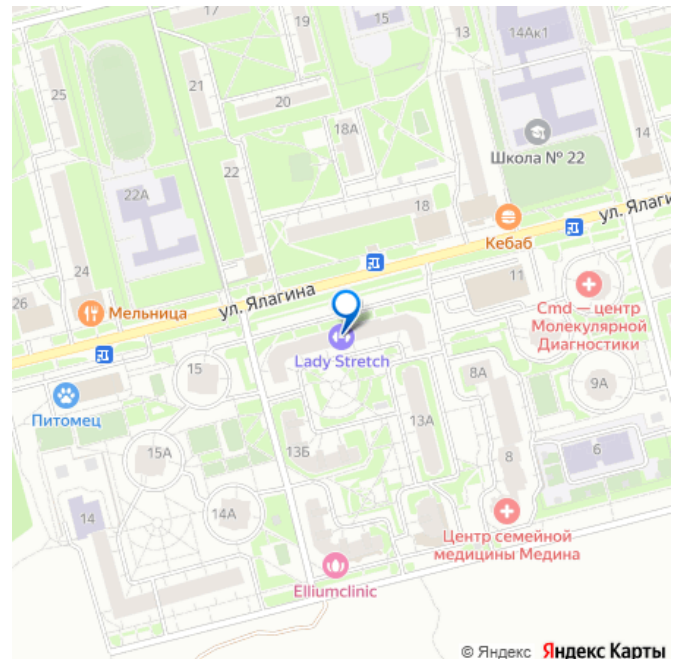 17
19
15
13
14Ак1
25
21
20
18А
Школа № 22
14
22А
22
18
ул. Ялаги
Кебаб
24
26
Мельница
ул. Ялагина
11
Cmd — центр
Молекулярной
Диагностики
Lady Stretch
15
8А
9А
Питомец
13А
15А
13Б
8
6
14
14А
Центр семейной
медицины Медина
Elliumclinic
© Яндекс Яндекс Карты